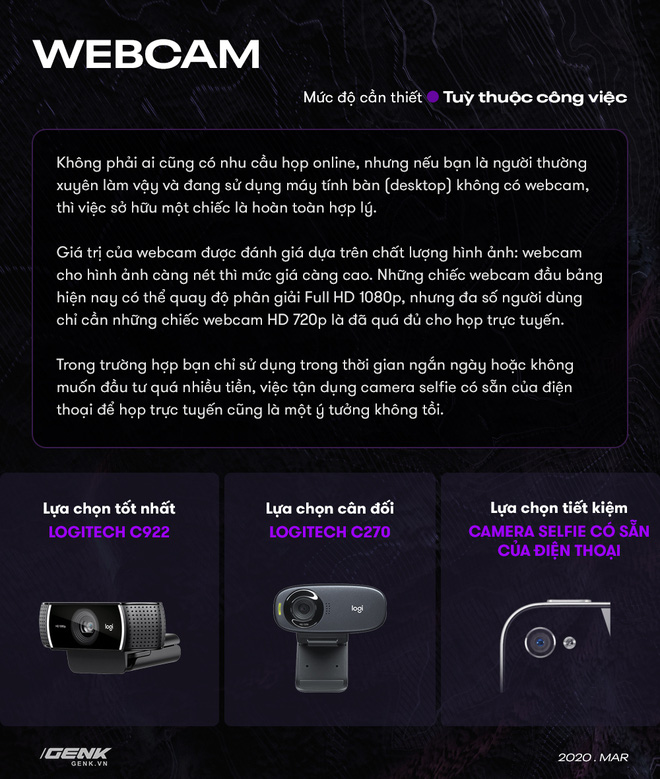 WEBCAM
Mức độ cần thiết Tuỳ thuộc công việc
Không phải ai cũng có nhu cầu họp online, nhưng nếu bạn là người thường
xuyên làm vậy và đang sử dụng máy tính bàn (desktop) không có webcam,
thì việc sở hữu một chiếc là hoàn toàn hợp lý.
Giá trị của webcam được đánh giá dựa trên chất lượng hình ảnh: webcam
cho hình ảnh càng nét thì mức giá càng cao. Những chiếc webcam đầu bảng
hiện nay có thể quay độ phân giải Full HD 1080p, nhưng đa số người dùng
chỉ cần những chiếc webcam HD 720p là đã quá đủ cho họp trực tuyến.
Trong trường hợp bạn chỉ sử dụng trong thời gian ngắn ngày hoặc không
muốn đầu tư quá nhiều tiền, việc tận dụng camera selfie có sẵn của điện
thoại để họp trực tuyến cũng là một ý tưởng không tồi.
Lựa chọn tốt nhất
LOGITECH C922
logi
Lựa chọn cân đối
LOGITECH C270
logi
Lựa chọn tiết kiệm
CAMERA SELFIE CÓ SẴN
CỦA ĐIỆN THOẠI
/GENK
GENK.VN
2020 . MAR